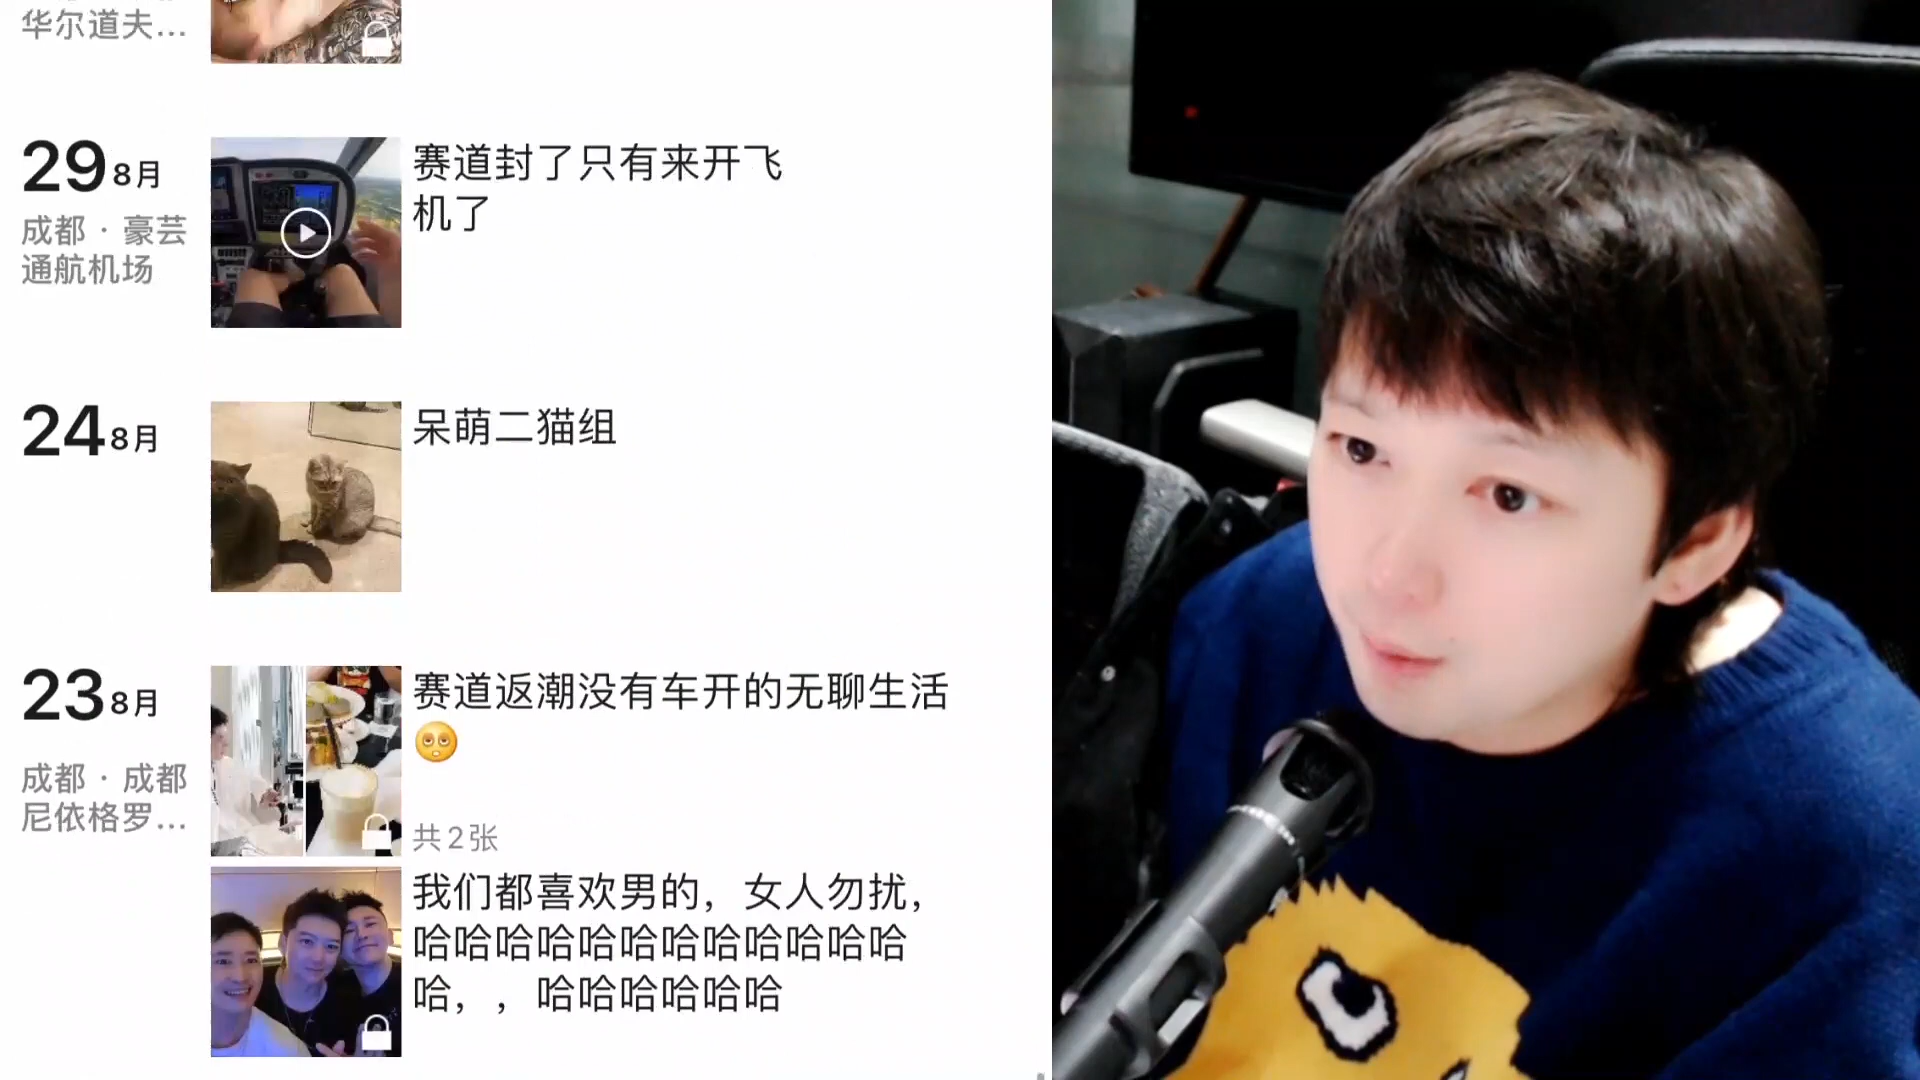 华尔道夫...
29 8月
成都·豪芸
通航机场
赛道封了只有来开飞
机了
24 8月
呆萌二猫组
23 8月
成都·成都
尼依格罗...
赛道返潮没有车开的无聊生活
🙄
共2张
我们都喜欢男的，女人勿扰，
哈哈哈哈哈哈哈哈哈哈哈哈
哈，，哈哈哈哈哈哈